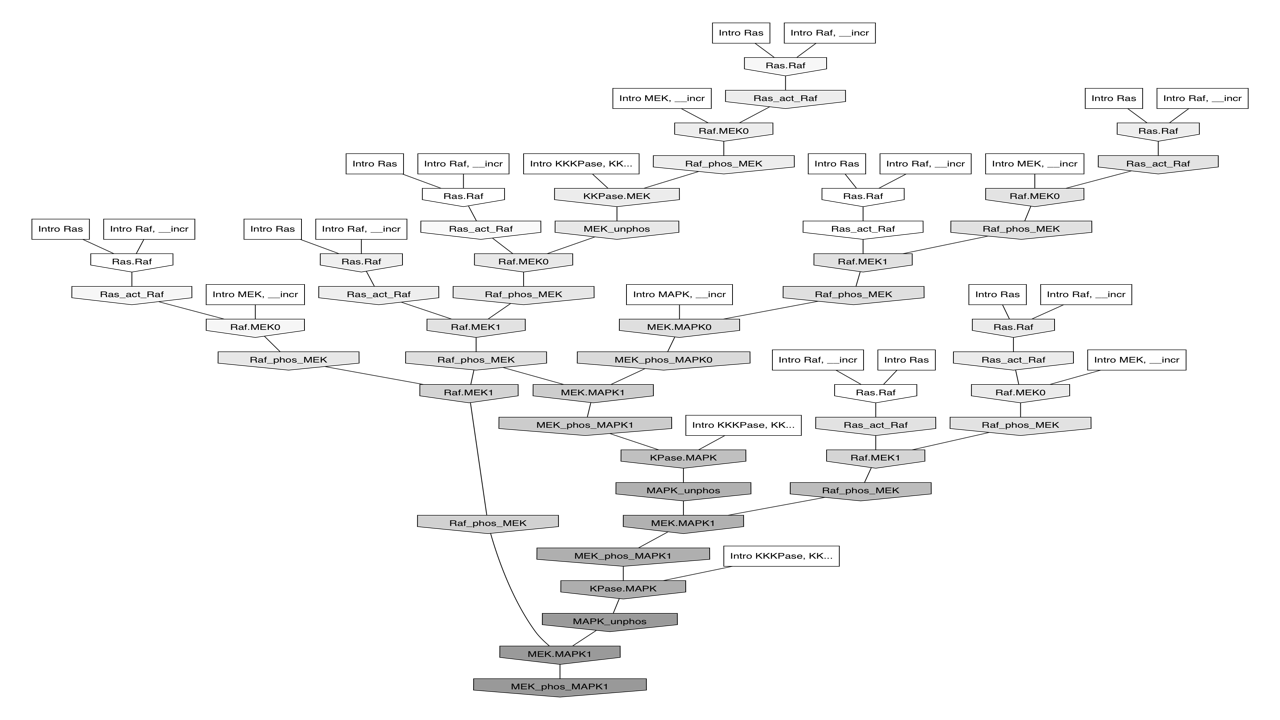 Intro Ras
Intro Raf, __incr
Ras.Raf
Intro MEK, __incr
Ras_act_Raf
Intro Ras
Intro Raf, __incr
Raf.MEK0
Ras.Raf
Intro Ras
Intro Raf, __incr
Intro KKKPase, KK...
Raf_phos_MEK
Intro Ras
Intro Raf, __incr
Intro MEK, __incr
Ras_act_Raf
Ras.Raf
KKPase.MEK
Ras.Raf
Raf.MEK0
Intro Ras
Intro Raf, __incr
Intro Ras
Intro Raf, __incr
Ras_act_Raf
MEK_unphos
Ras_act_Raf
Raf_phos_MEK
Ras.Raf
Ras.Raf
Raf.MEK0
Raf.MEK1
Ras_act_Raf
Intro MEK, __incr
Ras_act_Raf
Raf_phos_MEK
Intro MAPK, __incr
Raf_phos_MEK
Intro Ras
Intro Raf, __incr
Raf.MEK0
Raf.MEK1
MEK.MAPK0
Ras.Raf
Raf_phos_MEK
Raf_phos_MEK
MEK_phos_MAPK0
Intro Raf, __incr
Intro Ras
Ras_act_Raf
Intro MEK, __incr
Raf.MEK1
MEK.MAPK1
Ras.Raf
Raf.MEK0
MEK_phos_MAPK1
Intro KKKPase, KK...
Ras_act_Raf
Raf_phos_MEK
KPase.MAPK
Raf.MEK1
MAPK_unphos
Raf_phos_MEK
Raf_phos_MEK
MEK.MAPK1
MEK_phos_MAPK1
Intro KKKPase, KK...
KPase.MAPK
MAPK_unphos
MEK.MAPK1
MEK_phos_MAPK1